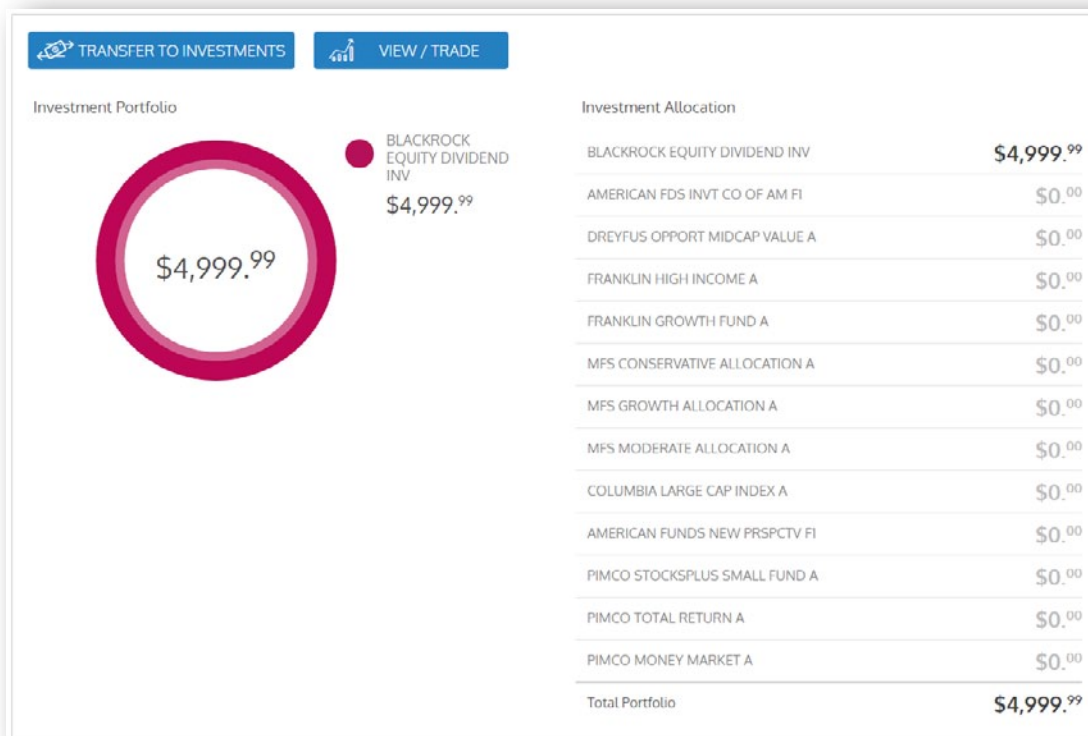 TRANSFER TO INVESTMENTS
VIEW / TRADE
Investment Portfolio
$4,999.99
BLACKROCK
EQUITY DIVIDEND
INV
$4,999.99
Investment Allocation
BLACKROCK EQUITY DIVIDEND INV $4,999.99
AMERICAN FDS INVT CO OF AM F1 $0.00
DREYFUS OPPORT MIDCAP VALUE A $0.00
FRANKLIN HIGH INCOME A $0.00
FRANKLIN GROWTH FUND A $0.00
MFS CONSERVATIVE ALLOCATION A $0.00
MFS GROWTH ALLOCATION A $0.00
MFS MODERATE ALLOCATION A $0.00
COLUMBIA LARGE CAP INDEX A $0.00
AMERICAN FUNDS NEW PRSPCTV F1 $0.00
PIMCO STOCKSPLUS SMALL FUND A $0.00
PIMCO TOTAL RETURN A $0.00
PIMCO MONEY MARKET A $0.00
Total Portfolio $4,999.99